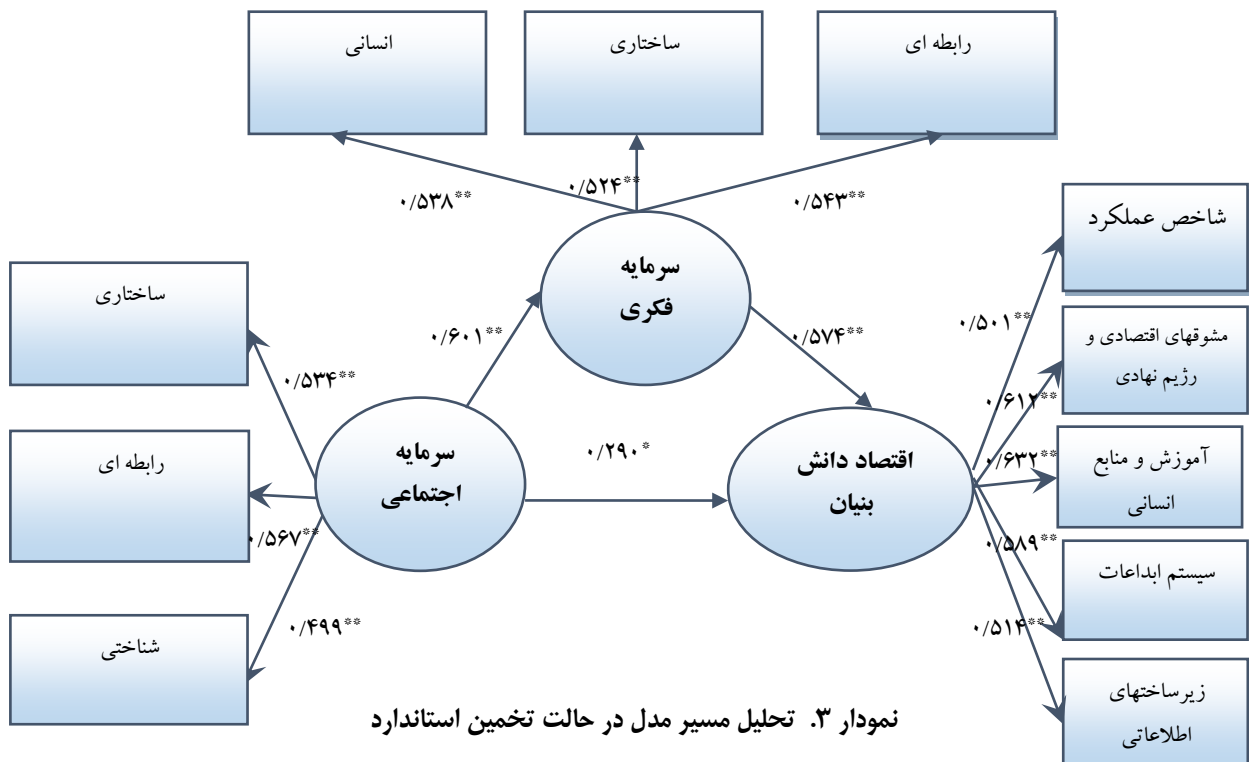 رابطه ای
ساختاری
انسانی
۰/۵۴۳**
۰/۵۲۴**
۰/۵۳۸**
شاخص عملکرد
سرمایه
فکری
ساختاری
۰/۵۰۱**
۰/۵۷۴**
۰/۶۰۱**
۰/۵۳۴**
مشوقهای اقتصادی و
رژیم نهادی
۰/۶۱۲**
آموزش و منابع
انسانی
۰/۶۳۲**
اقتصاد دانش
بنیان
۰/۲۹۰*
سرمایه
اجتماعی
رابطه ای
۰/۵۶۷**
۰/۵۸۹**
سیستم ابداعات
۰/۵۱۴**
۰/۴۹۹**
شناختی
زیرساختهای
اطلاعاتی
نمودار ۳. تحلیل مسیر مدل در حالت تخمین استاندارد